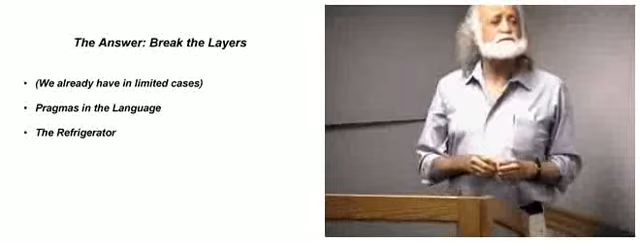 The Answer: Break the Layers
• (We already have in limited cases)
• Pragmas in the Language
• The Refrigerator